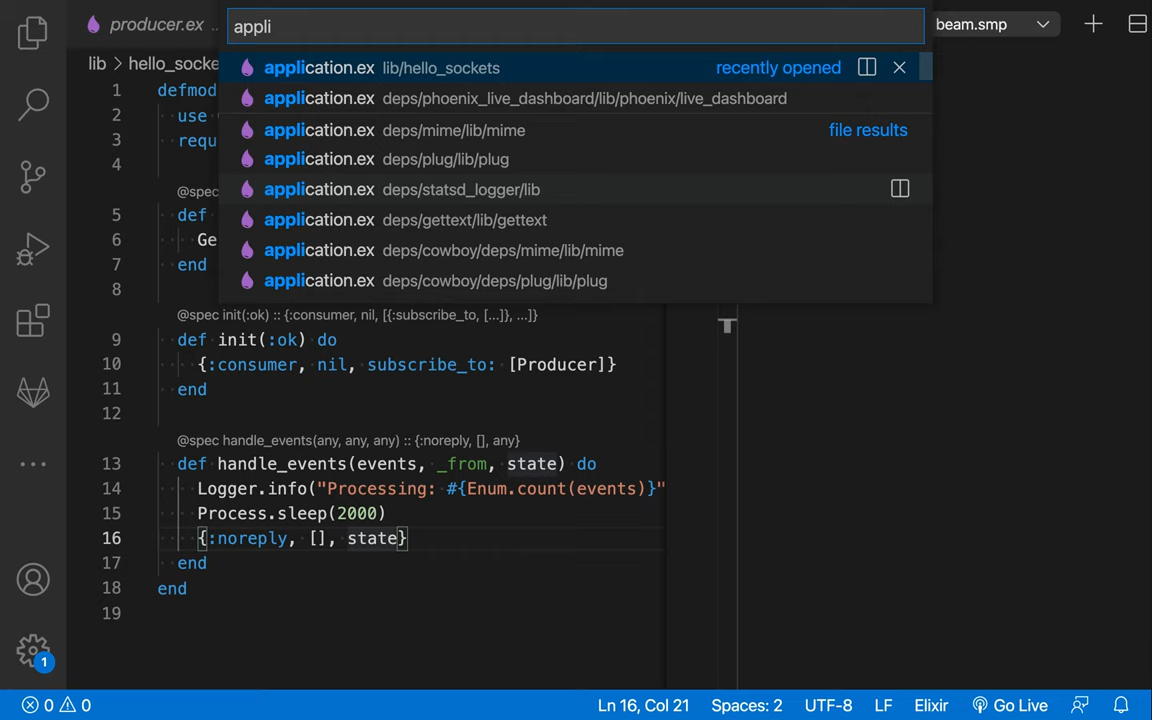 producer.ex ...
appli
beam.smp
application.ex lib/hello_sockets recently opened
application.ex deps/phoenix_live_dashboard/lib/phoenix/live_dashboard
application.ex deps/mime/lib/mime file results
application.ex deps/plug/lib/plug
application.ex deps/statsd_logger/lib
application.ex deps/gettext/lib/gettext
application.ex deps/cowboy/deps/mime/lib/mime
application.ex deps/cowboy/deps/plug/lib/plug
lib > hello_socke
1 defmod
2 use
3 requ
4
@spec
5 def
6 Ge
7 end
8
@spec init(:ok) :: {:consumer, nil, [{:subscribe_to, [...]}, ...]}
9 def init(:ok) do
10 {:consumer, nil, subscribe_to: [Producer]}
11 end
12
@spec handle_events(any, any, any) :: {:noreply, [], any}
13 def handle_events(events, _from, state) do
14 Logger.info("Processing: #{Enum.count(events)}"
15 Process.sleep(2000)
16 {:noreply, [], state}
17 end
18 end
19
1
0 0 Ln 16, Col 21 Spaces: 2 UTF-8 LF Elixir Go Live